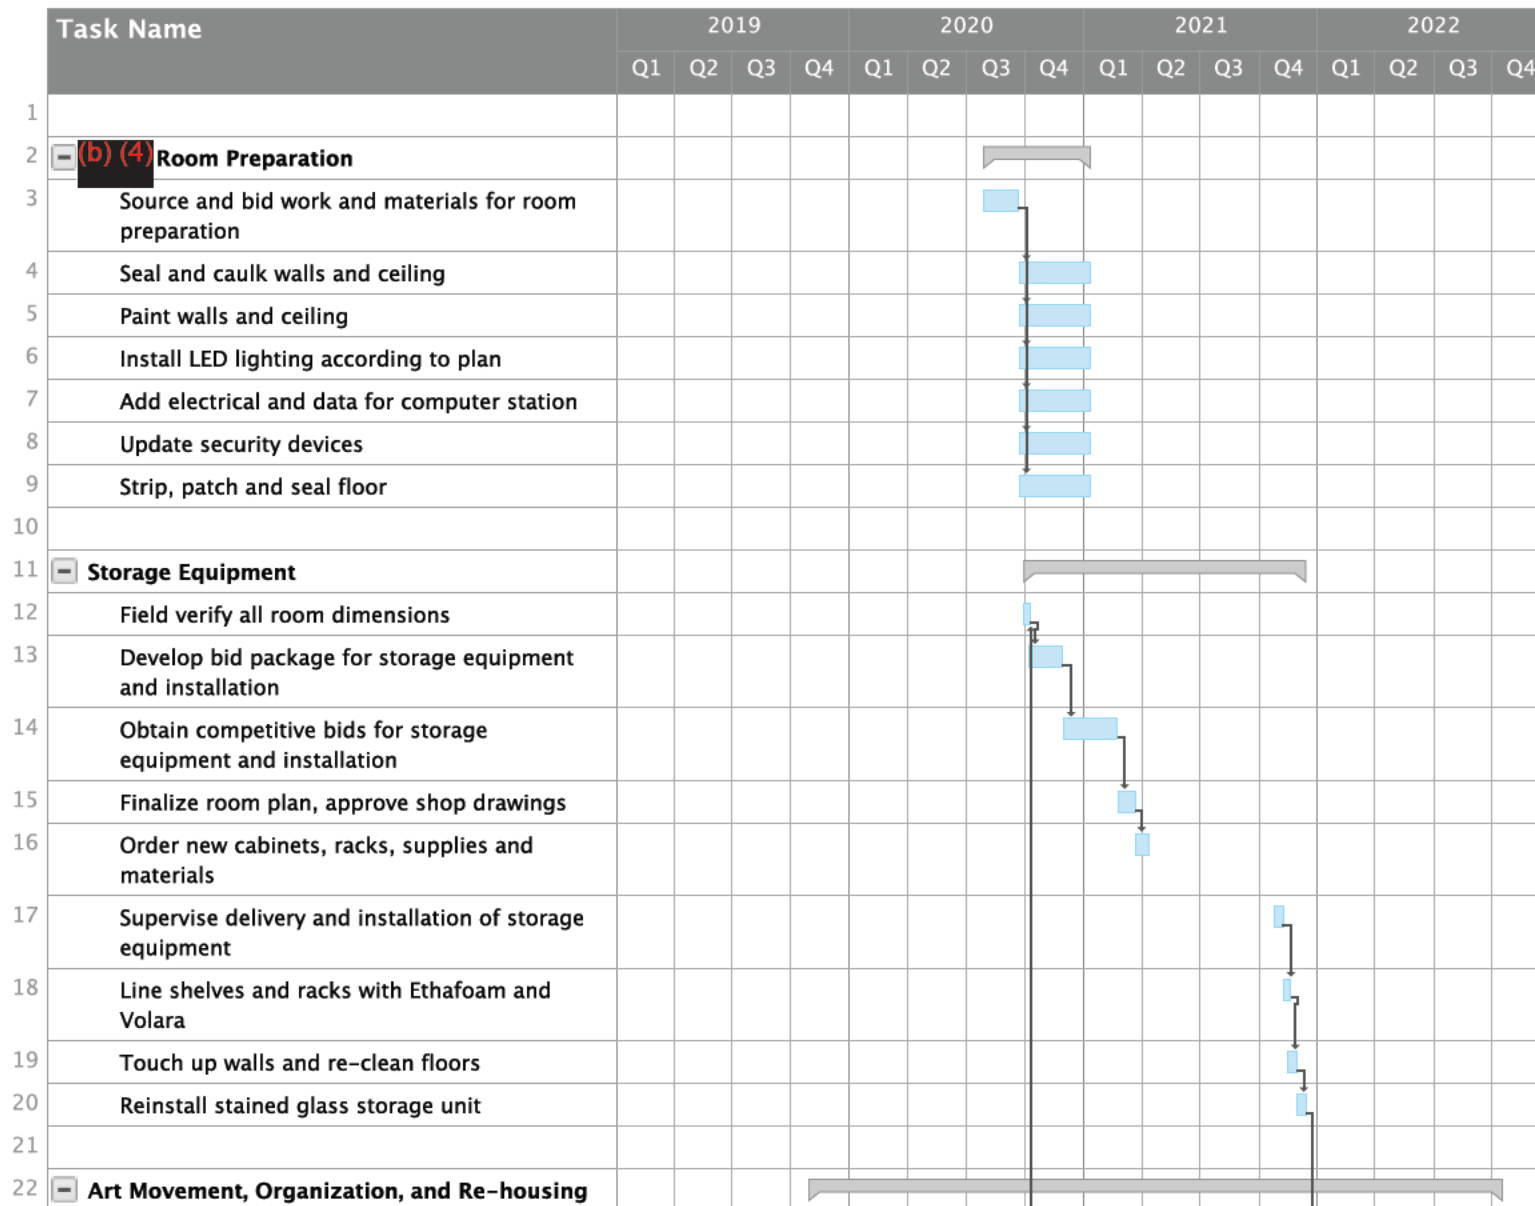 Task Name
2019 2020 2021 2022
Q1 Q2 Q3 Q4 Q1 Q2 Q3 Q4 Q1 Q2 Q3 Q4 Q1 Q2 Q3 Q4
1
2 (b) (4) Room Preparation
3 Source and bid work and materials for room
preparation
4 Seal and caulk walls and ceiling
5 Paint walls and ceiling
6 Install LED lighting according to plan
7 Add electrical and data for computer station
8 Update security devices
9 Strip, patch and seal floor
10
11 Storage Equipment
12 Field verify all room dimensions
13 Develop bid package for storage equipment
and installation
14 Obtain competitive bids for storage
equipment and installation
15 Finalize room plan, approve shop drawings
16 Order new cabinets, racks, supplies and
materials
17 Supervise delivery and installation of storage
equipment
18 Line shelves and racks with Ethafoam and
Volara
19 Touch up walls and re-clean floors
20 Reinstall stained glass storage unit
21
22 Art Movement, Organization, and Re-housing